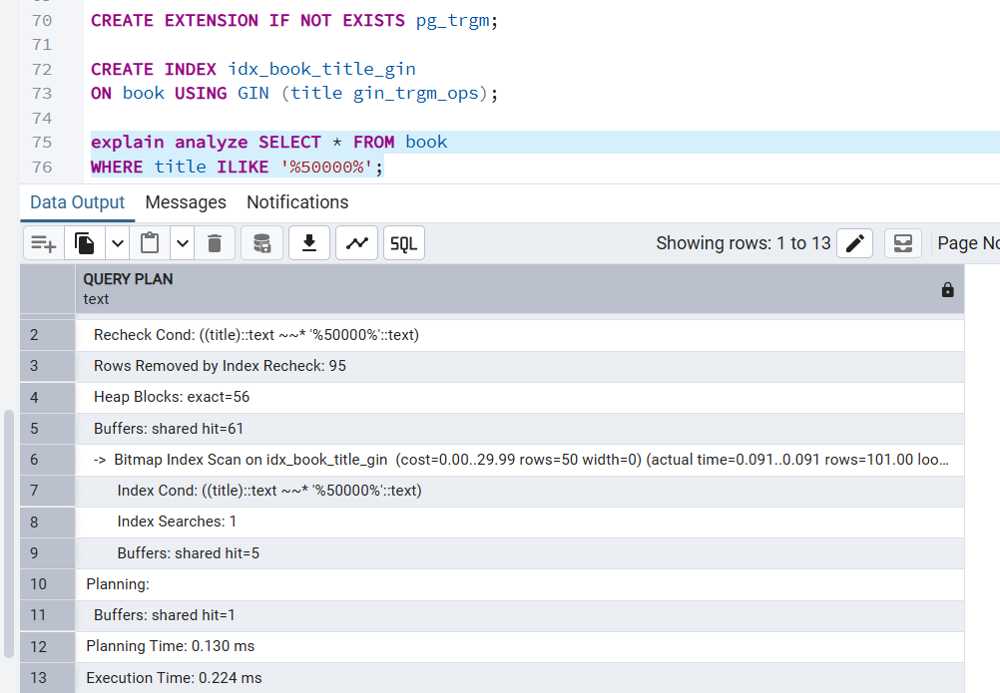 70 CREATE EXTENSION IF NOT EXISTS pg_trgm;
71
72 CREATE INDEX idx_book_title_gin
73 ON book USING GIN (title gin_trgm_ops);
74
75 explain analyze SELECT * FROM book
76 WHERE title ILIKE '%50000%';
Data Output Messages Notifications
SQL Showing rows: 1 to 13 Page No
QUERY PLAN
text
2 Recheck Cond: ((title)::text ~~* '%50000%'::text)
3 Rows Removed by Index Recheck: 95
4 Heap Blocks: exact=56
5 Buffers: shared hit=61
6 -> Bitmap Index Scan on idx_book_title_gin (cost=0.00..29.99 rows=50 width=0) (actual time=0.091..0.091 rows=101.00 loo…
7 Index Cond: ((title)::text ~~* '%50000%'::text)
8 Index Searches: 1
9 Buffers: shared hit=5
10 Planning:
11 Buffers: shared hit=1
12 Planning Time: 0.130 ms
13 Execution Time: 0.224 ms